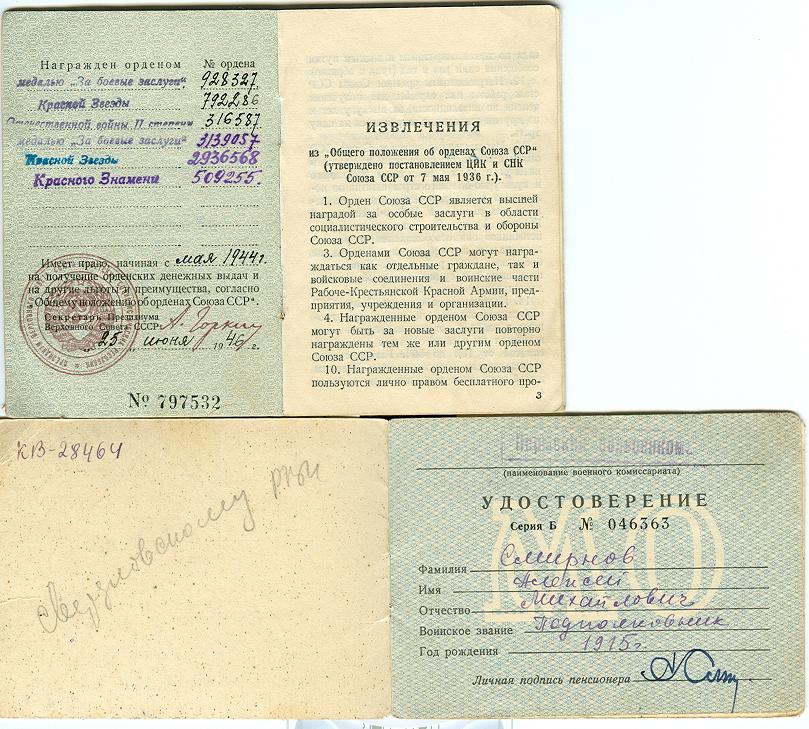 Награжден орденом № ордена
медалью „За боевые заслуги“ 928327
Красной Звезды 792286
Отечественной войны II степени 316587
медалью „За боевые заслуги“ 3139057
Красной Звезды 2936568
Красного Знамени 509255.
Имеет право, начиная с мая 1944 г.
на получение орденских денежных выдач и
на другие льготы и преимущества, согласно
„Общему положению об орденах Союза ССР“.
Секретарь Президиума
Верховного Совета СССР А. Горкин
„25„ июня 194 г.
№ 797532
ИЗВЛЕЧЕНИЯ
из „Общего положения об орденах Союза ССР“
(утверждено постановлением ЦИК и СНК
Союза ССР от 7 мая 1936 г.).
1. Орден Союза ССР является высшей
наградой за особые заслуги в области
социалистического строительства и обороны
Союза ССР.
3. Орденами Союза ССР могут награ-
ждаться как отдельные граждане, так и
войсковые соединения и воинские части
Рабоче-Крестьянской Красной Армии, пред-
приятия, учреждения и организации.
4. Награжденные орденом Союза ССР
могут быть за новые заслуги повторно
награждены тем же или другим орденом
Союза ССР.
10. Награжденные орденом Союза ССР
пользуются лично правом бесплатного про-
3
КВ-28464
Свердловскому
(наименование военного комиссариата)
УДОСТОВЕРЕНИЕ
Серия Б № 046363
МО
Фамилия Смирнов
Имя Алексей
Отчество Михайлович
Воинское звание Подполковник
Год рождения 1915 г.
Личная подпись пенсионера